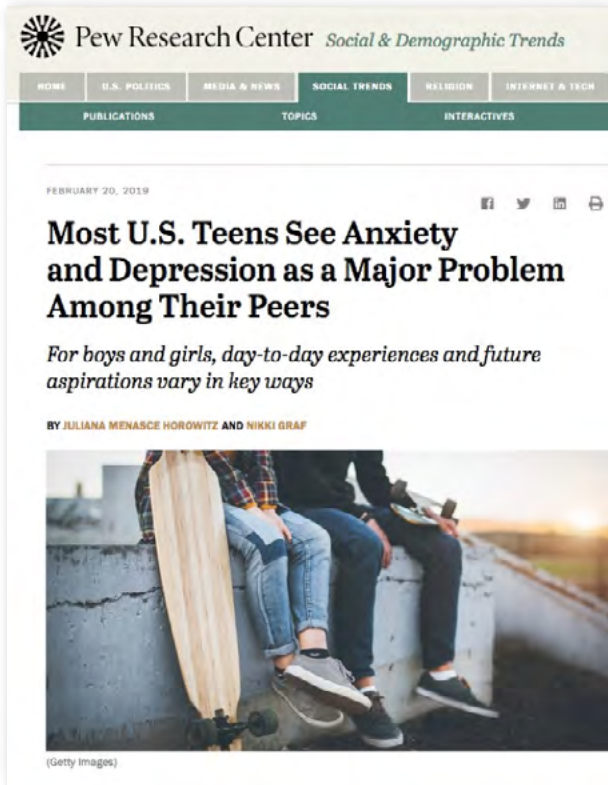 Pew Research Center Social & Demographic Trends
HOME U.S. POLITICS MEDIA & NEWS SOCIAL TRENDS RELIGION INTERNET & TECH
PUBLICATIONS TOPICS INTERACTIVES
FEBRUARY 20, 2019
Most U.S. Teens See Anxiety
and Depression as a Major Problem
Among Their Peers
For boys and girls, day-to-day experiences and future
aspirations vary in key ways
BY JULIANA MENASCE HOROWITZ AND NIKKI GRAF
(Getty Images)